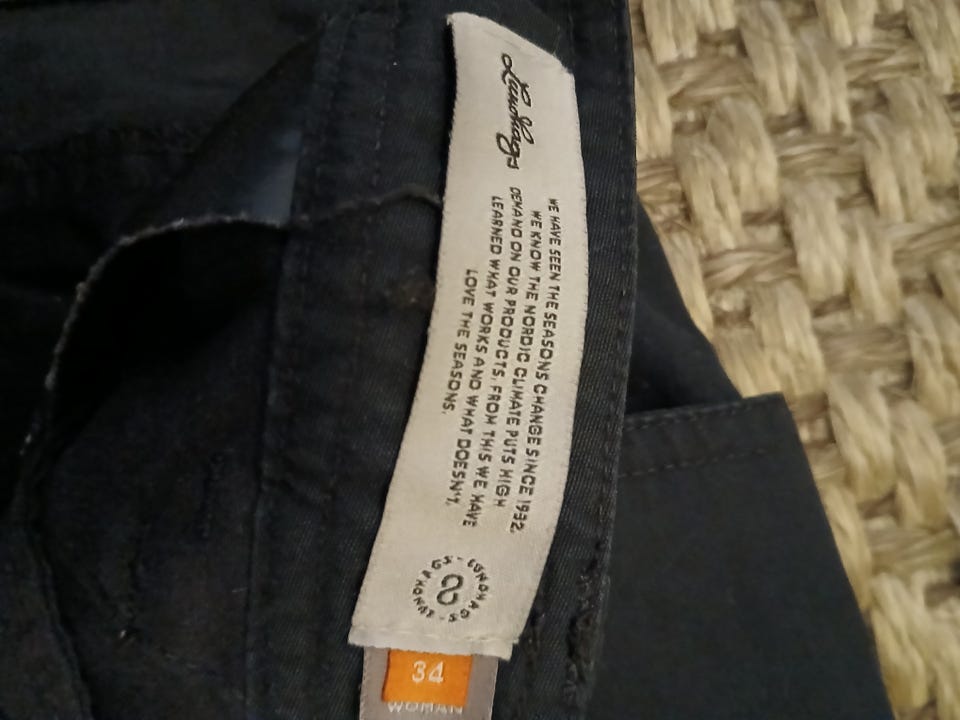 Lundhags
WE HAVE SEEN THE SEASONS CHANGE SINCE 1932.
WE KNOW THE NORDIC CLIMATE PUTS HIGH
DEMAND ON OUR PRODUCTS. FROM THIS WE HAVE
LEARNED WHAT WORKS AND WHAT DOESN'T.
LOVE THE SEASONS.
LUNDHAGS
34
WOMAN